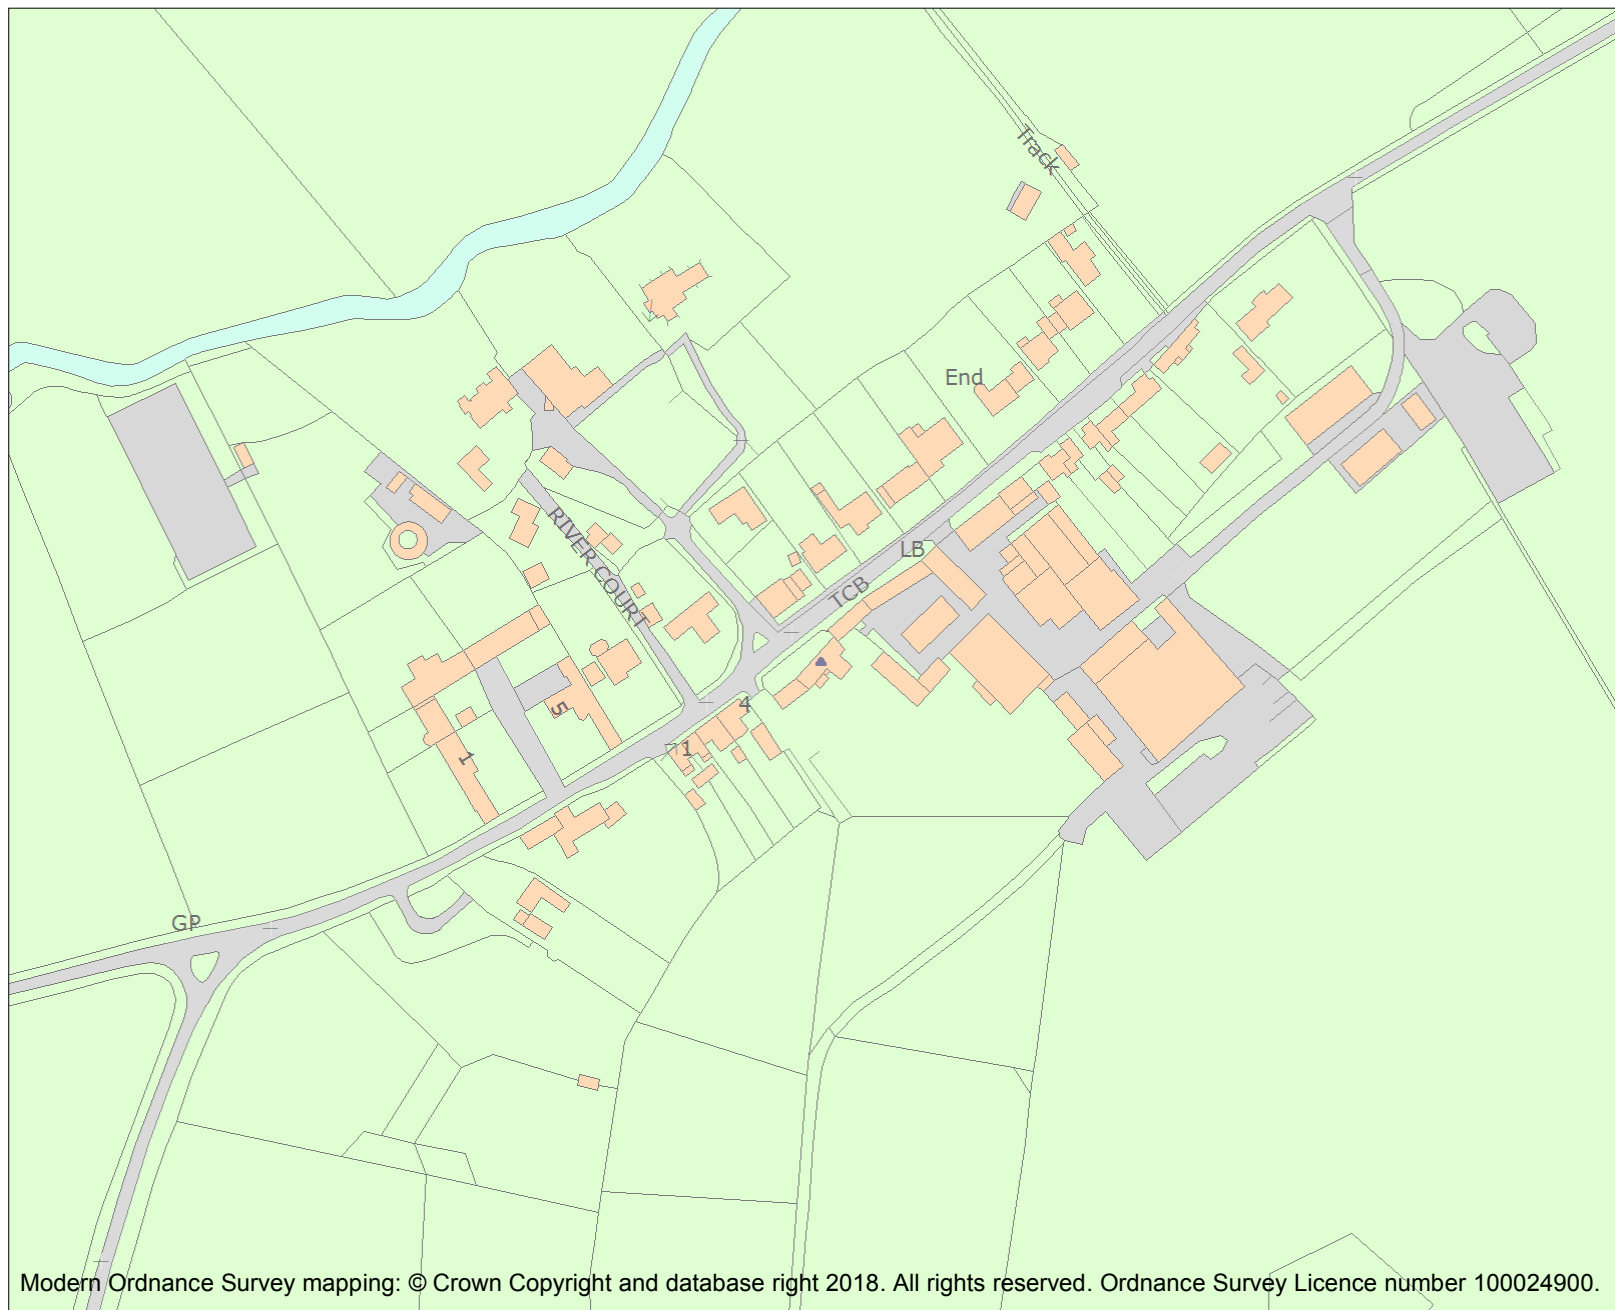 Track
End
LB
RIVER COURT
TCB
4
5
1
1
GP
Modern Ordnance Survey mapping: © Crown Copyright and database right 2018. All rights reserved. Ordnance Survey Licence number 100024900.